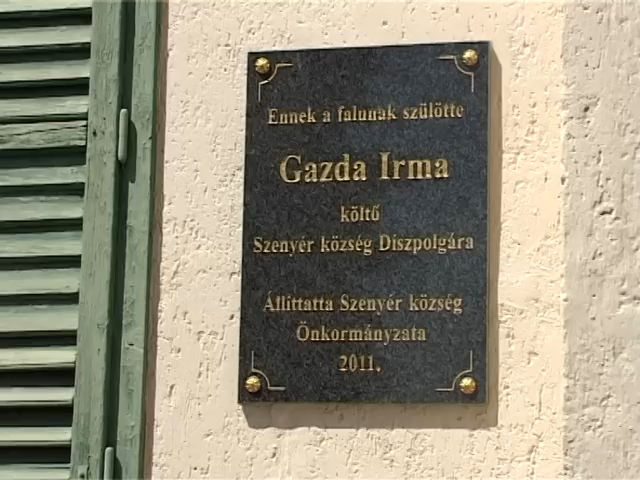 Ennek a falunak szülötte
Gazda Irma
költő
Szenyér község Díszpolgára
Állíttatta Szenyér község
Önkormányzata
2011.